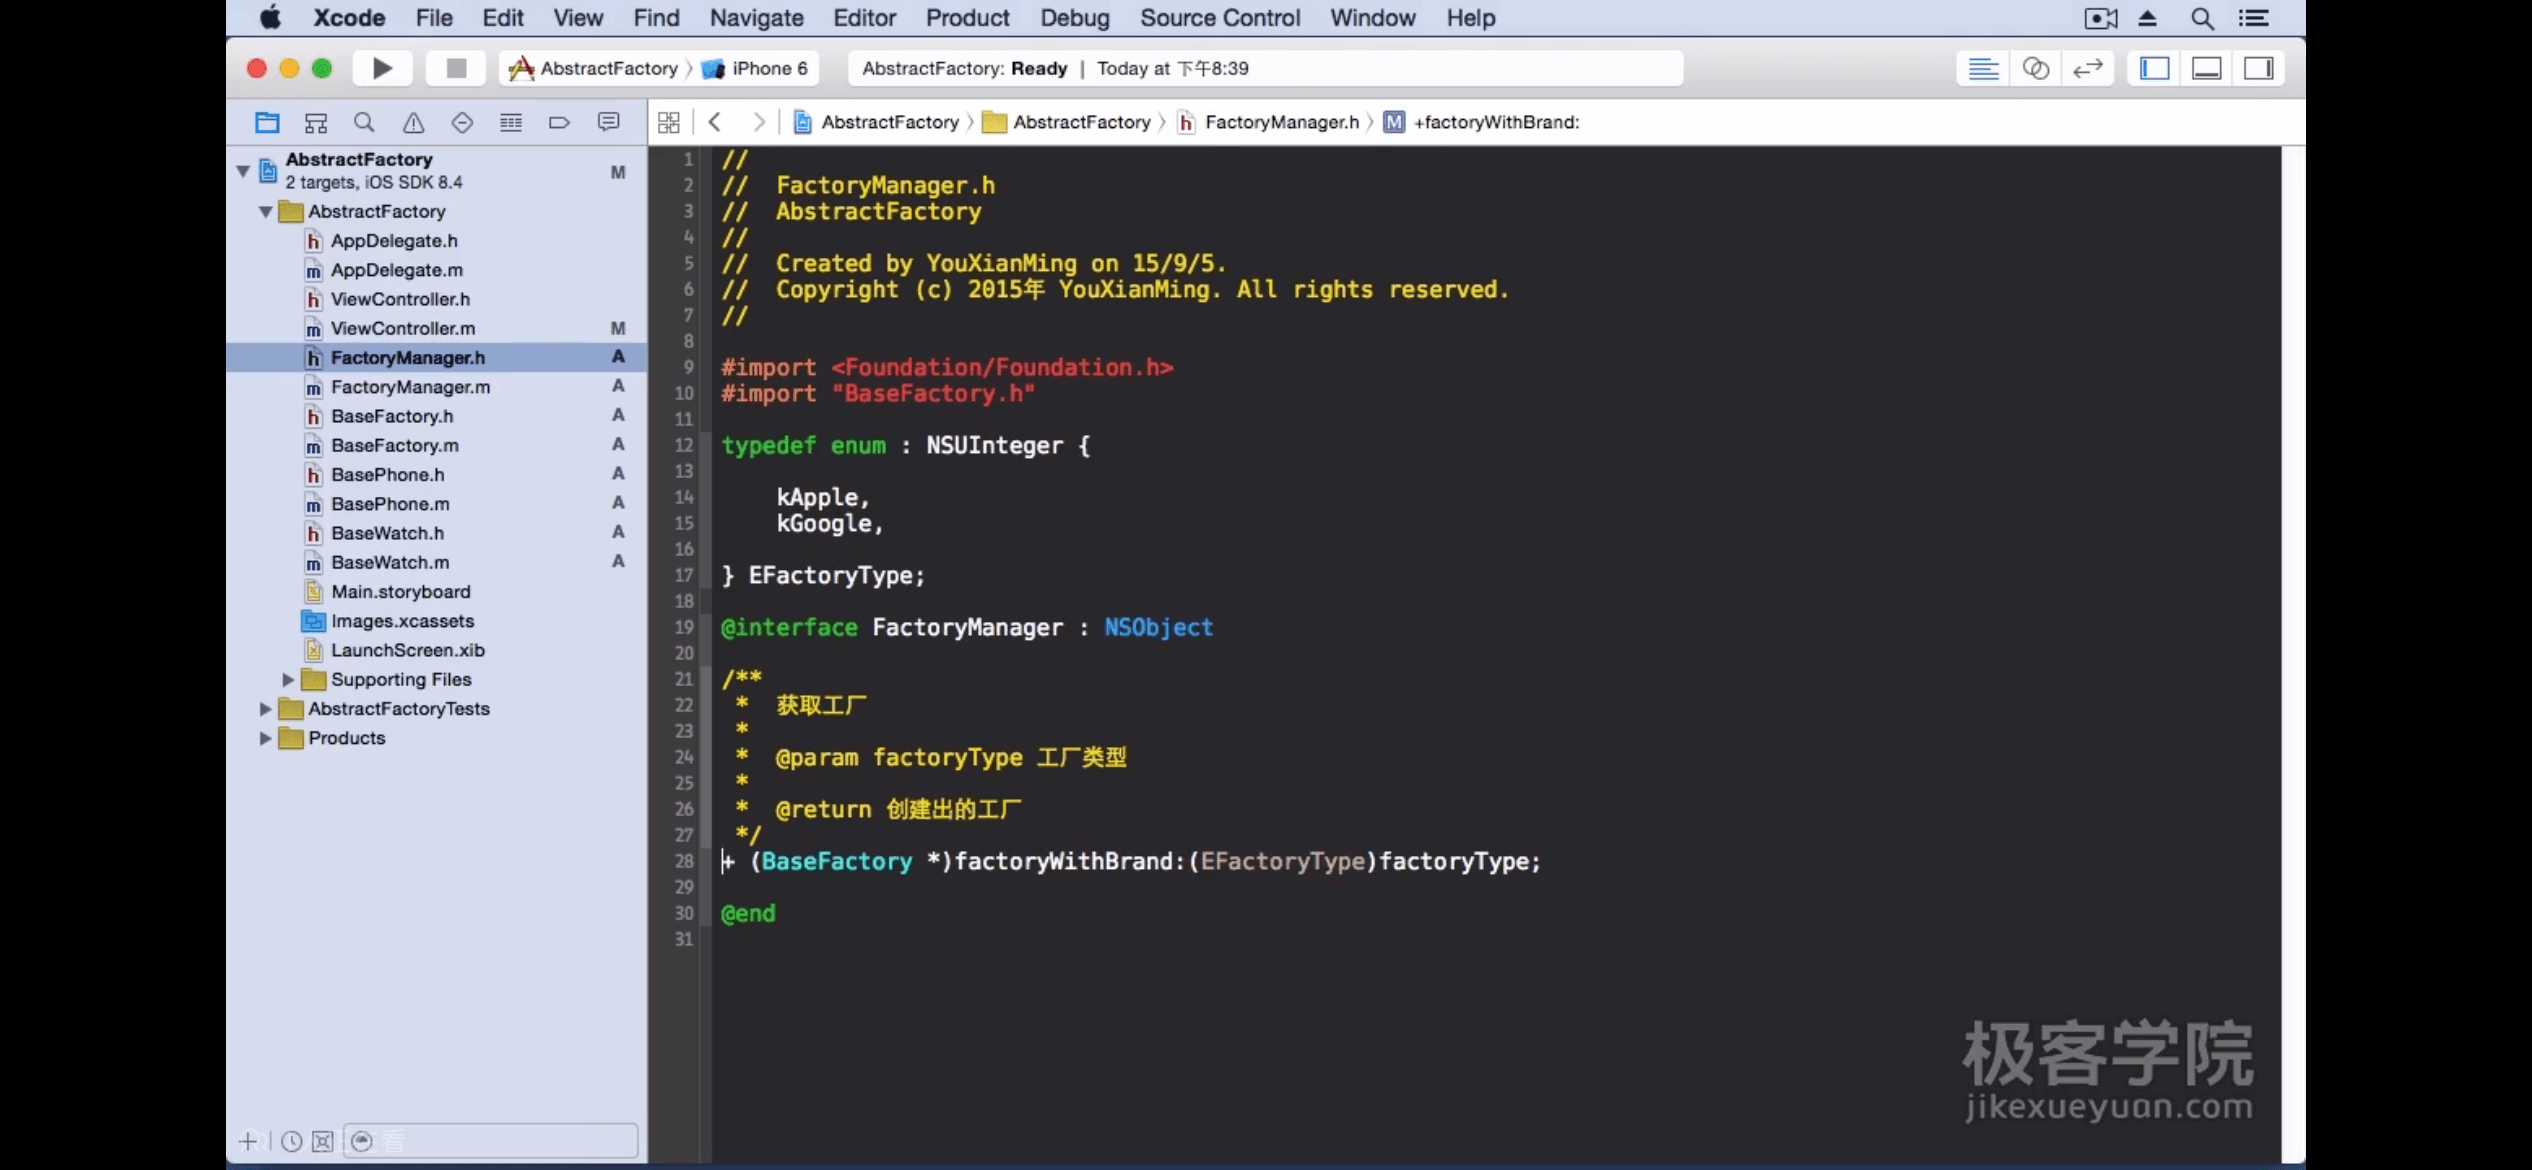 Xcode File Edit View Find Navigate Editor Product Debug Source Control Window Help
AbstractFactory iPhone 6 AbstractFactory: Ready | Today at 下午8:39
AbstractFactory AbstractFactory FactoryManager.h M +factoryWithBrand:
AbstractFactory
2 targets, iOS SDK 8.4 M
AbstractFactory
h AppDelegate.h
m AppDelegate.m
h ViewController.h
m ViewController.m M
h FactoryManager.h A
m FactoryManager.m A
h BaseFactory.h A
m BaseFactory.m A
h BasePhone.h A
m BasePhone.m A
h BaseWatch.h A
m BaseWatch.m A
Main.storyboard
Images.xcassets
LaunchScreen.xib
Supporting Files
AbstractFactoryTests
Products
1 //
2 //  FactoryManager.h
3 //  AbstractFactory
4 //
5 //  Created by YouXianMing on 15/9/5.
6 //  Copyright (c) 2015年 YouXianMing. All rights reserved.
7 //
8
9 #import <Foundation/Foundation.h>
10 #import "BaseFactory.h"
11
12 typedef enum : NSUInteger {
13
14     kApple,
15     kGoogle,
16
17 } EFactoryType;
18
19 @interface FactoryManager : NSObject
20
21 /**
22  *  获取工厂
23  *
24  *  @param factoryType 工厂类型
25  *
26  *  @return 创建出的工厂
27  */
28 + (BaseFactory *)factoryWithBrand:(EFactoryType)factoryType;
29
30 @end
31
极客学院
jikexueyuan.com